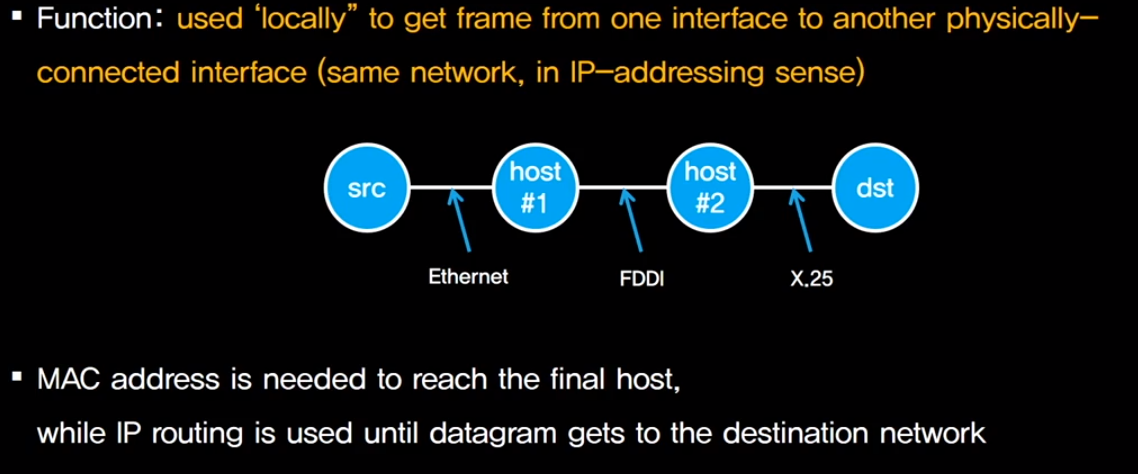 ▪ Function: used ‘locally” to get frame from one interface to another physically-
connected interface (same network, in IP-addressing sense)
src
host
#1
host
#2
dst
Ethernet
FDDI
X.25
▪ MAC address is needed to reach the final host,
while IP routing is used until datagram gets to the destination network